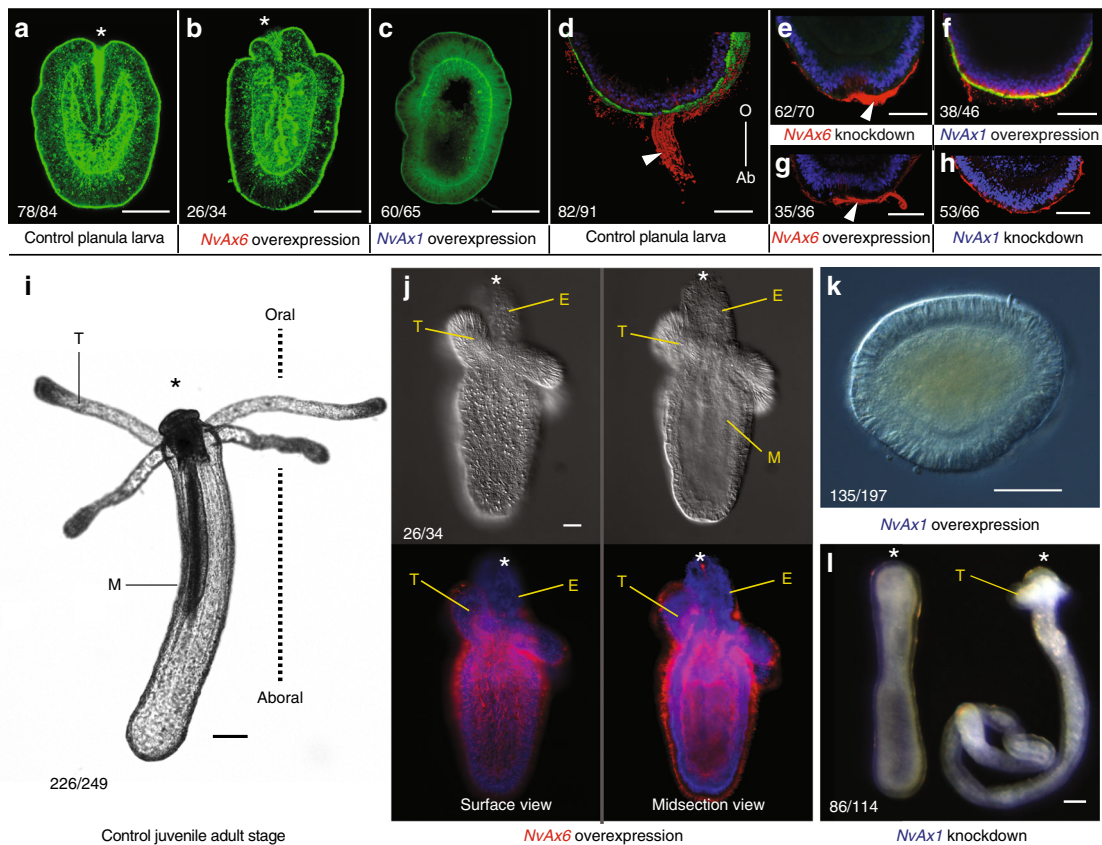 a
*
78/84
Control planula larva
b
*
26/34
NvAx6 overexpression
c
60/65
NvAx1 overexpression
d
O
Ab
82/91
Control planula larva
e
62/70
NvAx6 knockdown
f
38/46
NvAx1 overexpression
g
35/36
NvAx6 overexpression
h
53/66
NvAx1 knockdown
i
T
*
Oral
M
Aboral
226/249
Control juvenile adult stage
j
*
E
T
26/34
*
E
T
M
*
T
E
Surface view
*
T
E
Midsection view
NvAx6 overexpression
k
135/197
NvAx1 overexpression
l
*
*
T
86/114
NvAx1 knockdown